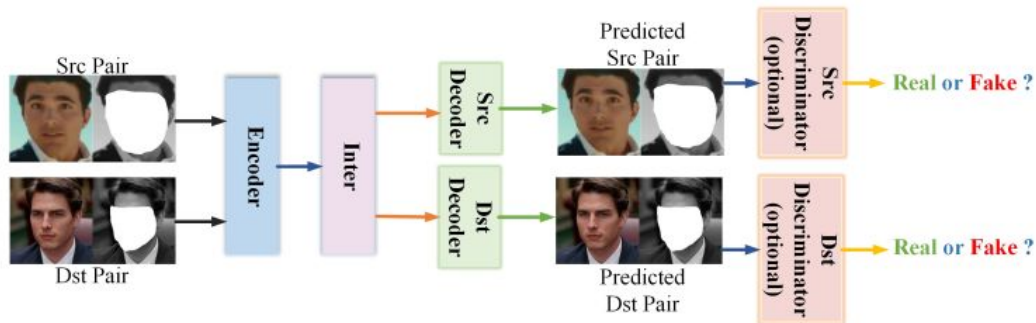 Src Pair
Dst Pair
Encoder
Inter
Src
Decoder
Dst
Decoder
Predicted
Src Pair
Predicted
Dst Pair
Src
Discriminator
(optional)
Dst
Discriminator
(optional)
Real or Fake ?
Real or Fake ?